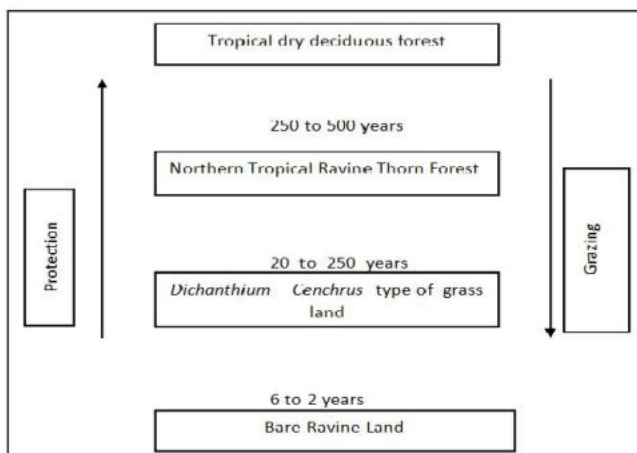 Tropical dry deciduous forest
250 to 500 years
Northern Tropical Ravine Thorn Forest
Protection
Grazing
20 to 250 years
Dichanthium Cenchrus type of grass
land
6 to 2 years
Bare Ravine Land